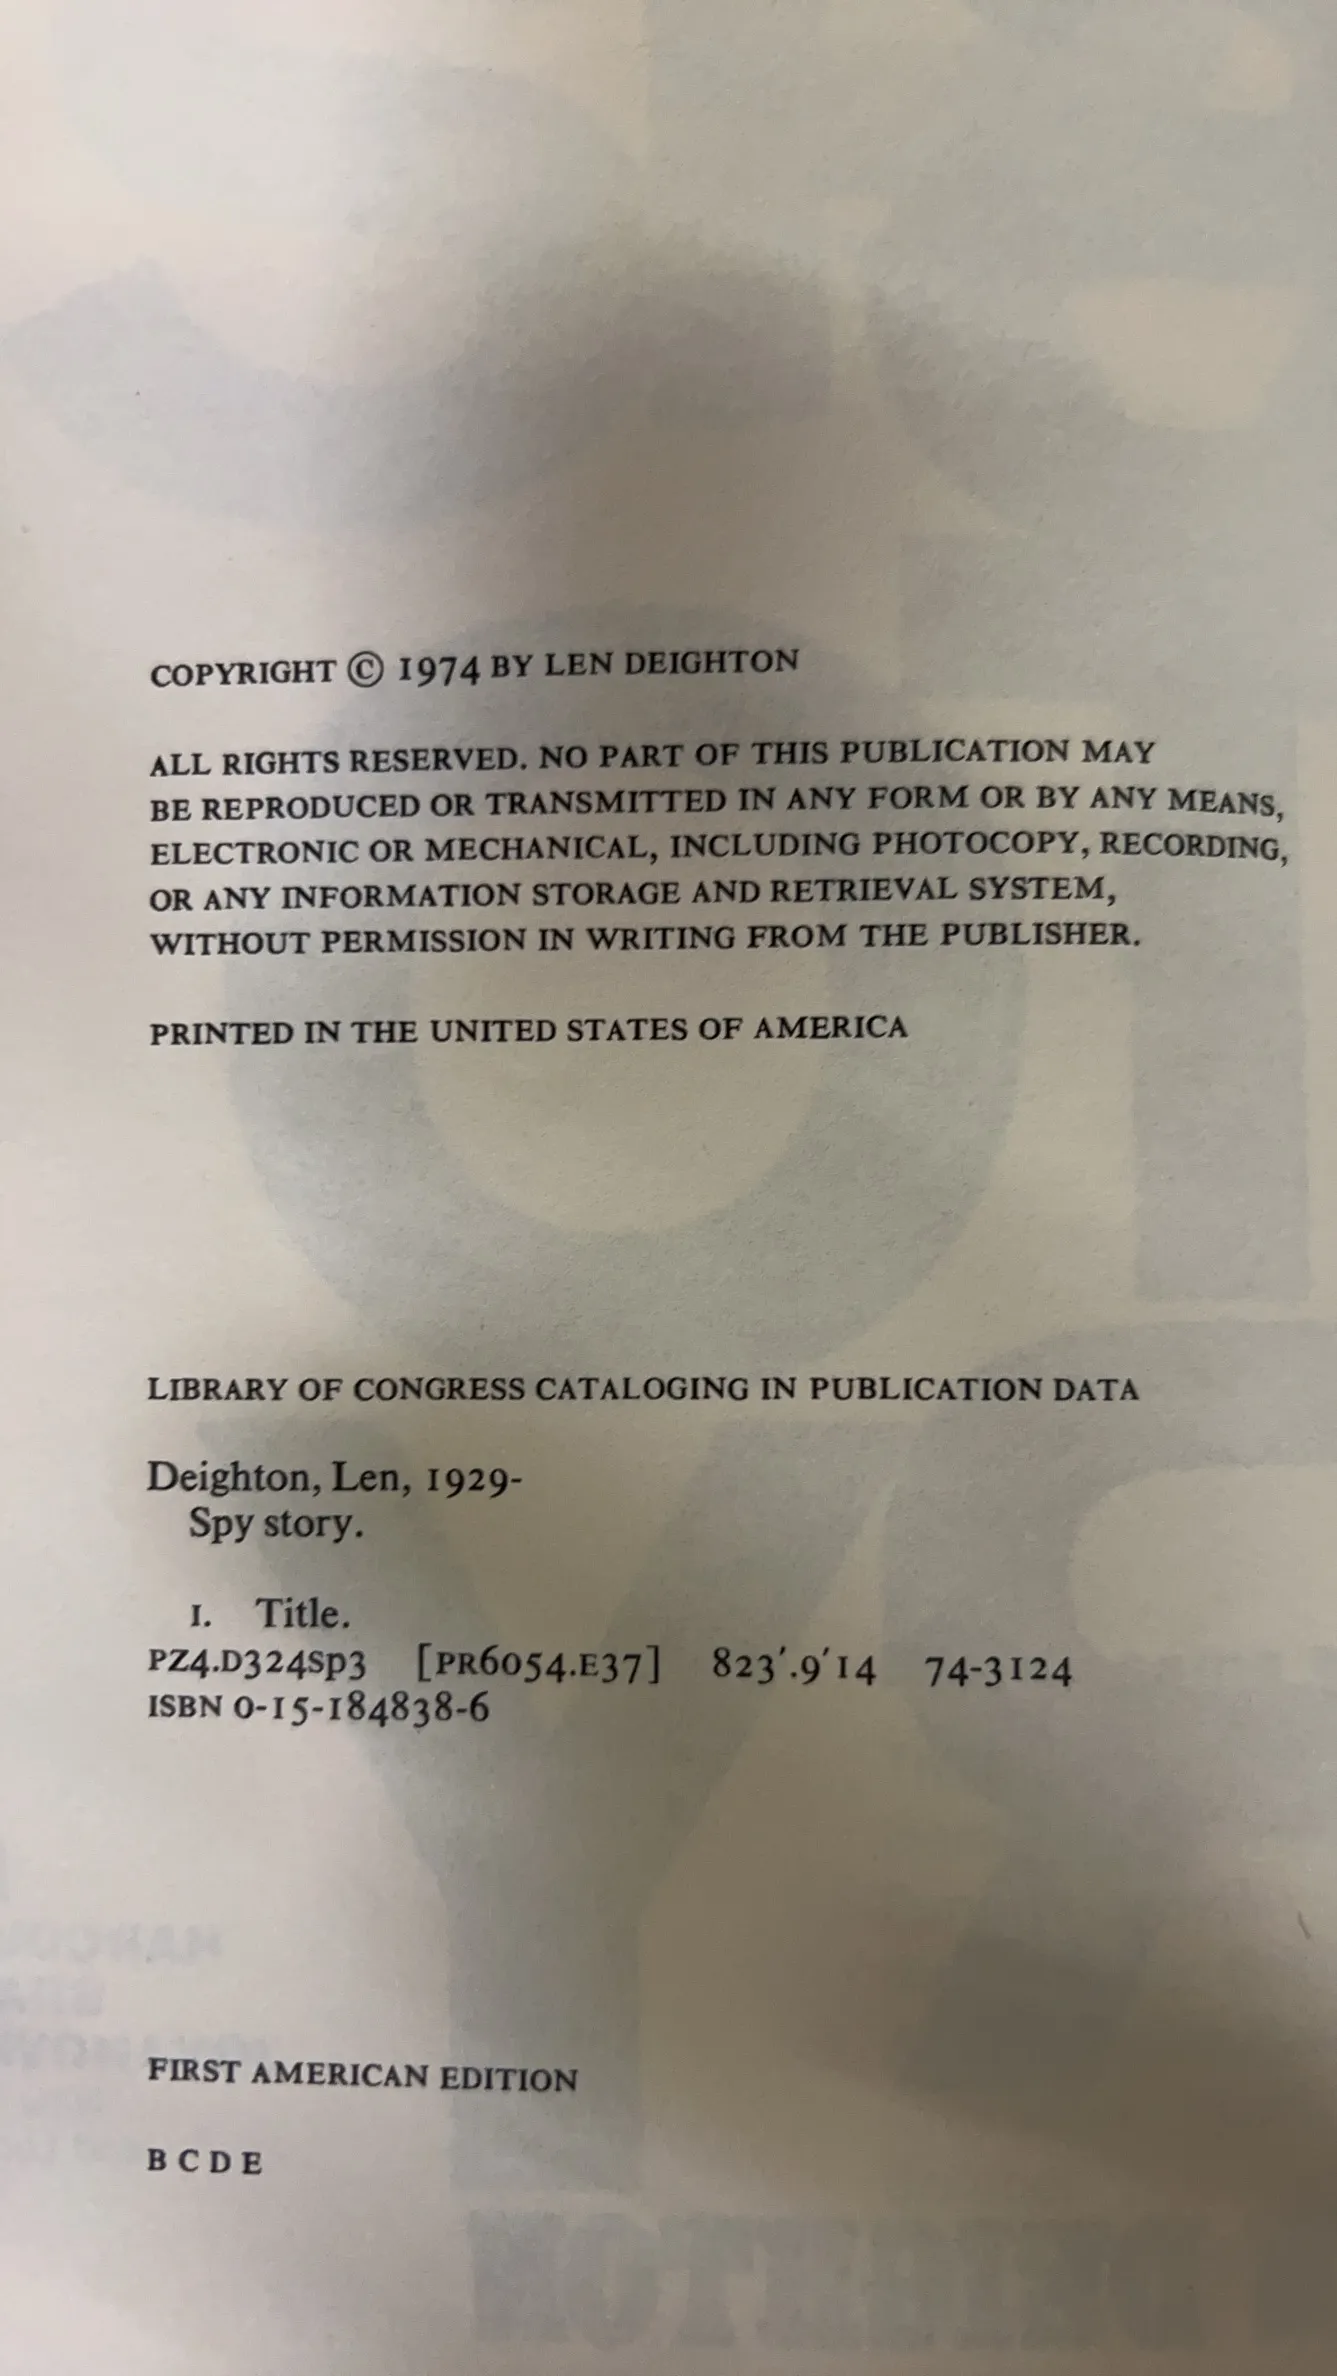 COPYRIGHT © 1974 BY LEN DEIGHTON
ALL RIGHTS RESERVED. NO PART OF THIS PUBLICATION MAY
BE REPRODUCED OR TRANSMITTED IN ANY FORM OR BY ANY MEANS,
ELECTRONIC OR MECHANICAL, INCLUDING PHOTOCOPY, RECORDING,
OR ANY INFORMATION STORAGE AND RETRIEVAL SYSTEM,
WITHOUT PERMISSION IN WRITING FROM THE PUBLISHER.
PRINTED IN THE UNITED STATES OF AMERICA
LIBRARY OF CONGRESS CATALOGING IN PUBLICATION DATA
Deighton, Len, 1929-
Spy story.
1. Title.
PZ4.D324Sp3 [PR6054.E37] 823'.9'14 74-3124
ISBN 0-15-184838-6
FIRST AMERICAN EDITION
B C D E